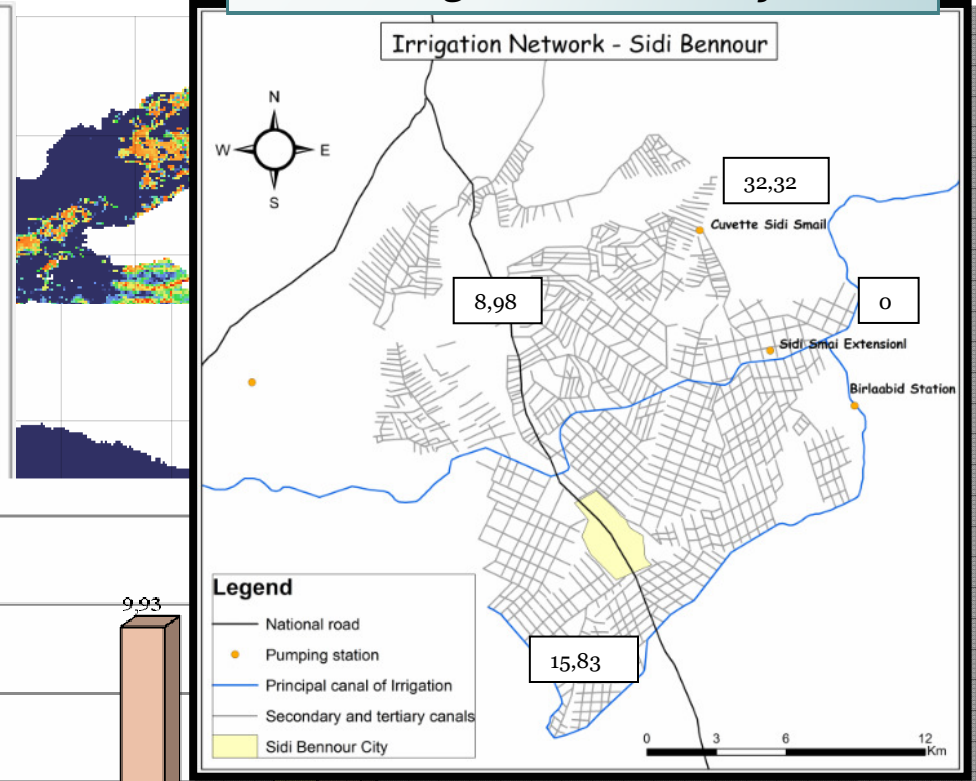 Irrigation Network - Sidi Bennour
N
W
E
S
32,32
Cuvette Sidi Smail
8,98
0
Sidi Smai Extensionl
Birlaabid Station
Legend
National road
Pumping station
Principal canal of Irrigation
Secondary and tertiary canals
Sidi Bennour City
15,83
0 3 6 12
Km
9,93